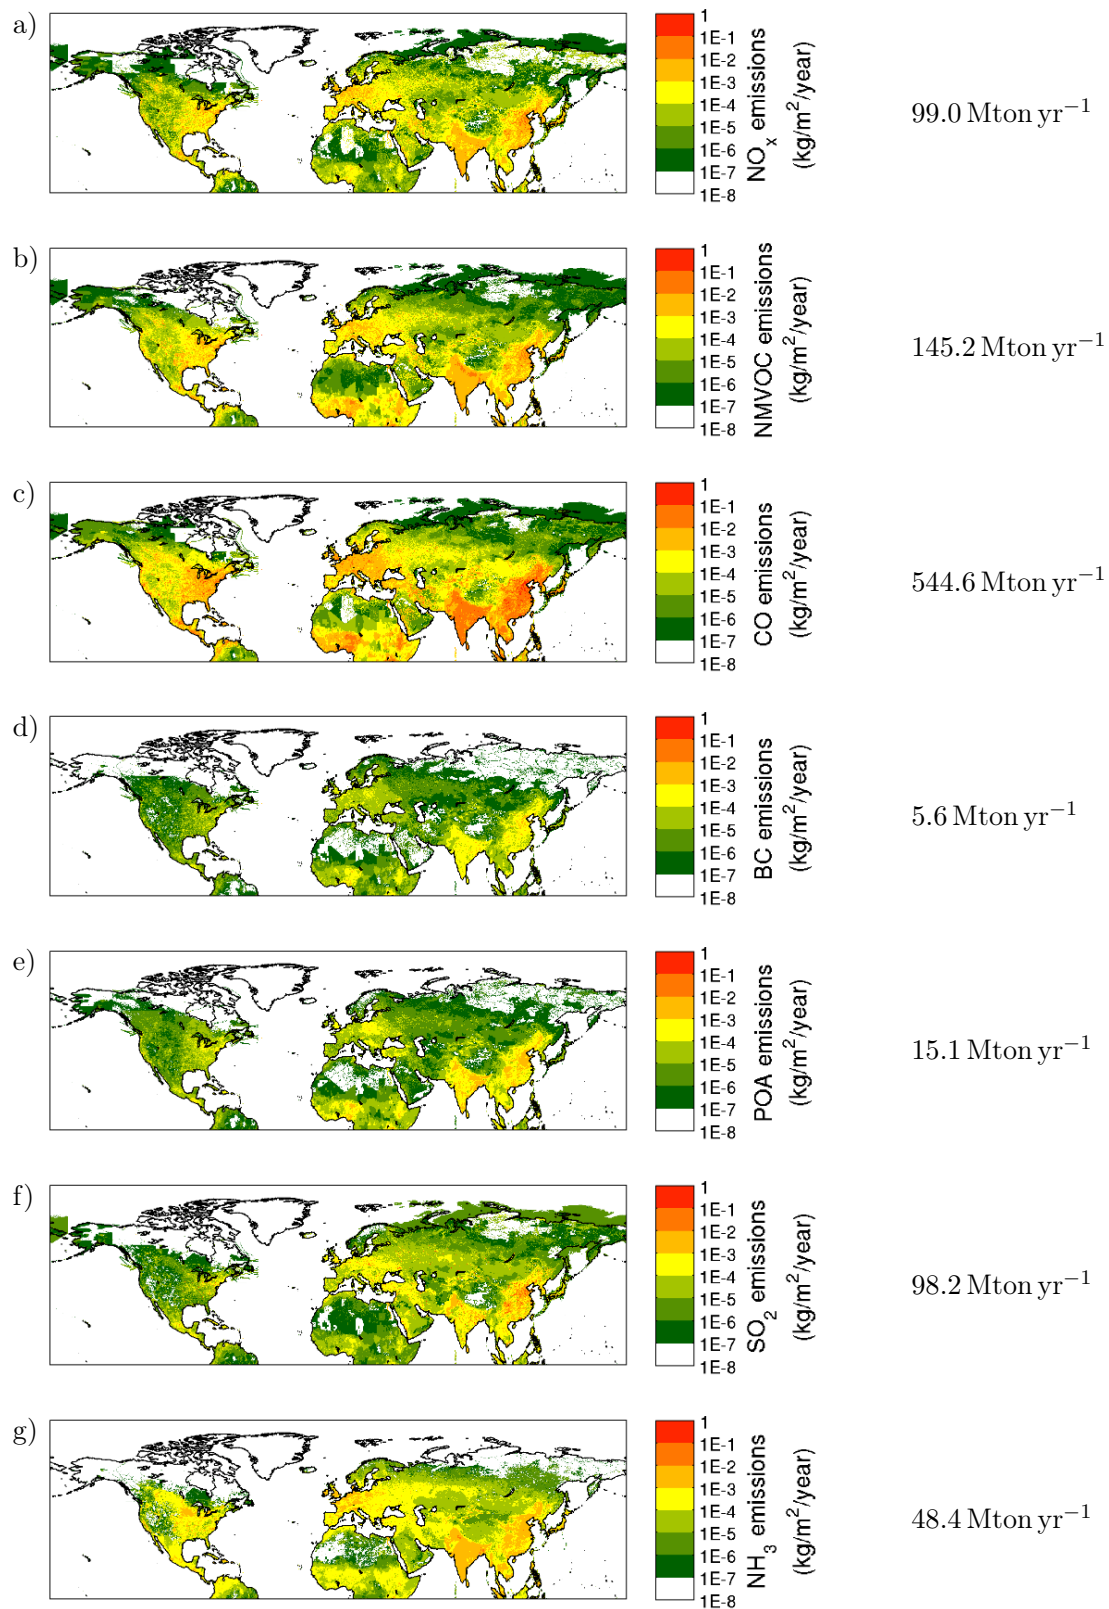 a)
1
1E-1
1E-2
1E-3
1E-4
1E-5
1E-6
1E-7
1E-8
NOx emissions
(kg/m²/year)
99.0 Mton yr⁻¹
b)
1
1E-1
1E-2
1E-3
1E-4
1E-5
1E-6
1E-7
1E-8
NMVOC emissions
(kg/m²/year)
145.2 Mton yr⁻¹
c)
1
1E-1
1E-2
1E-3
1E-4
1E-5
1E-6
1E-7
1E-8
CO emissions
(kg/m²/year)
544.6 Mton yr⁻¹
d)
1
1E-1
1E-2
1E-3
1E-4
1E-5
1E-6
1E-7
1E-8
BC emissions
(kg/m²/year)
5.6 Mton yr⁻¹
e)
1
1E-1
1E-2
1E-3
1E-4
1E-5
1E-6
1E-7
1E-8
POA emissions
(kg/m²/year)
15.1 Mton yr⁻¹
f)
1
1E-1
1E-2
1E-3
1E-4
1E-5
1E-6
1E-7
1E-8
SO₂ emissions
(kg/m²/year)
98.2 Mton yr⁻¹
g)
1
1E-1
1E-2
1E-3
1E-4
1E-5
1E-6
1E-7
1E-8
NH₃ emissions
(kg/m²/year)
48.4 Mton yr⁻¹